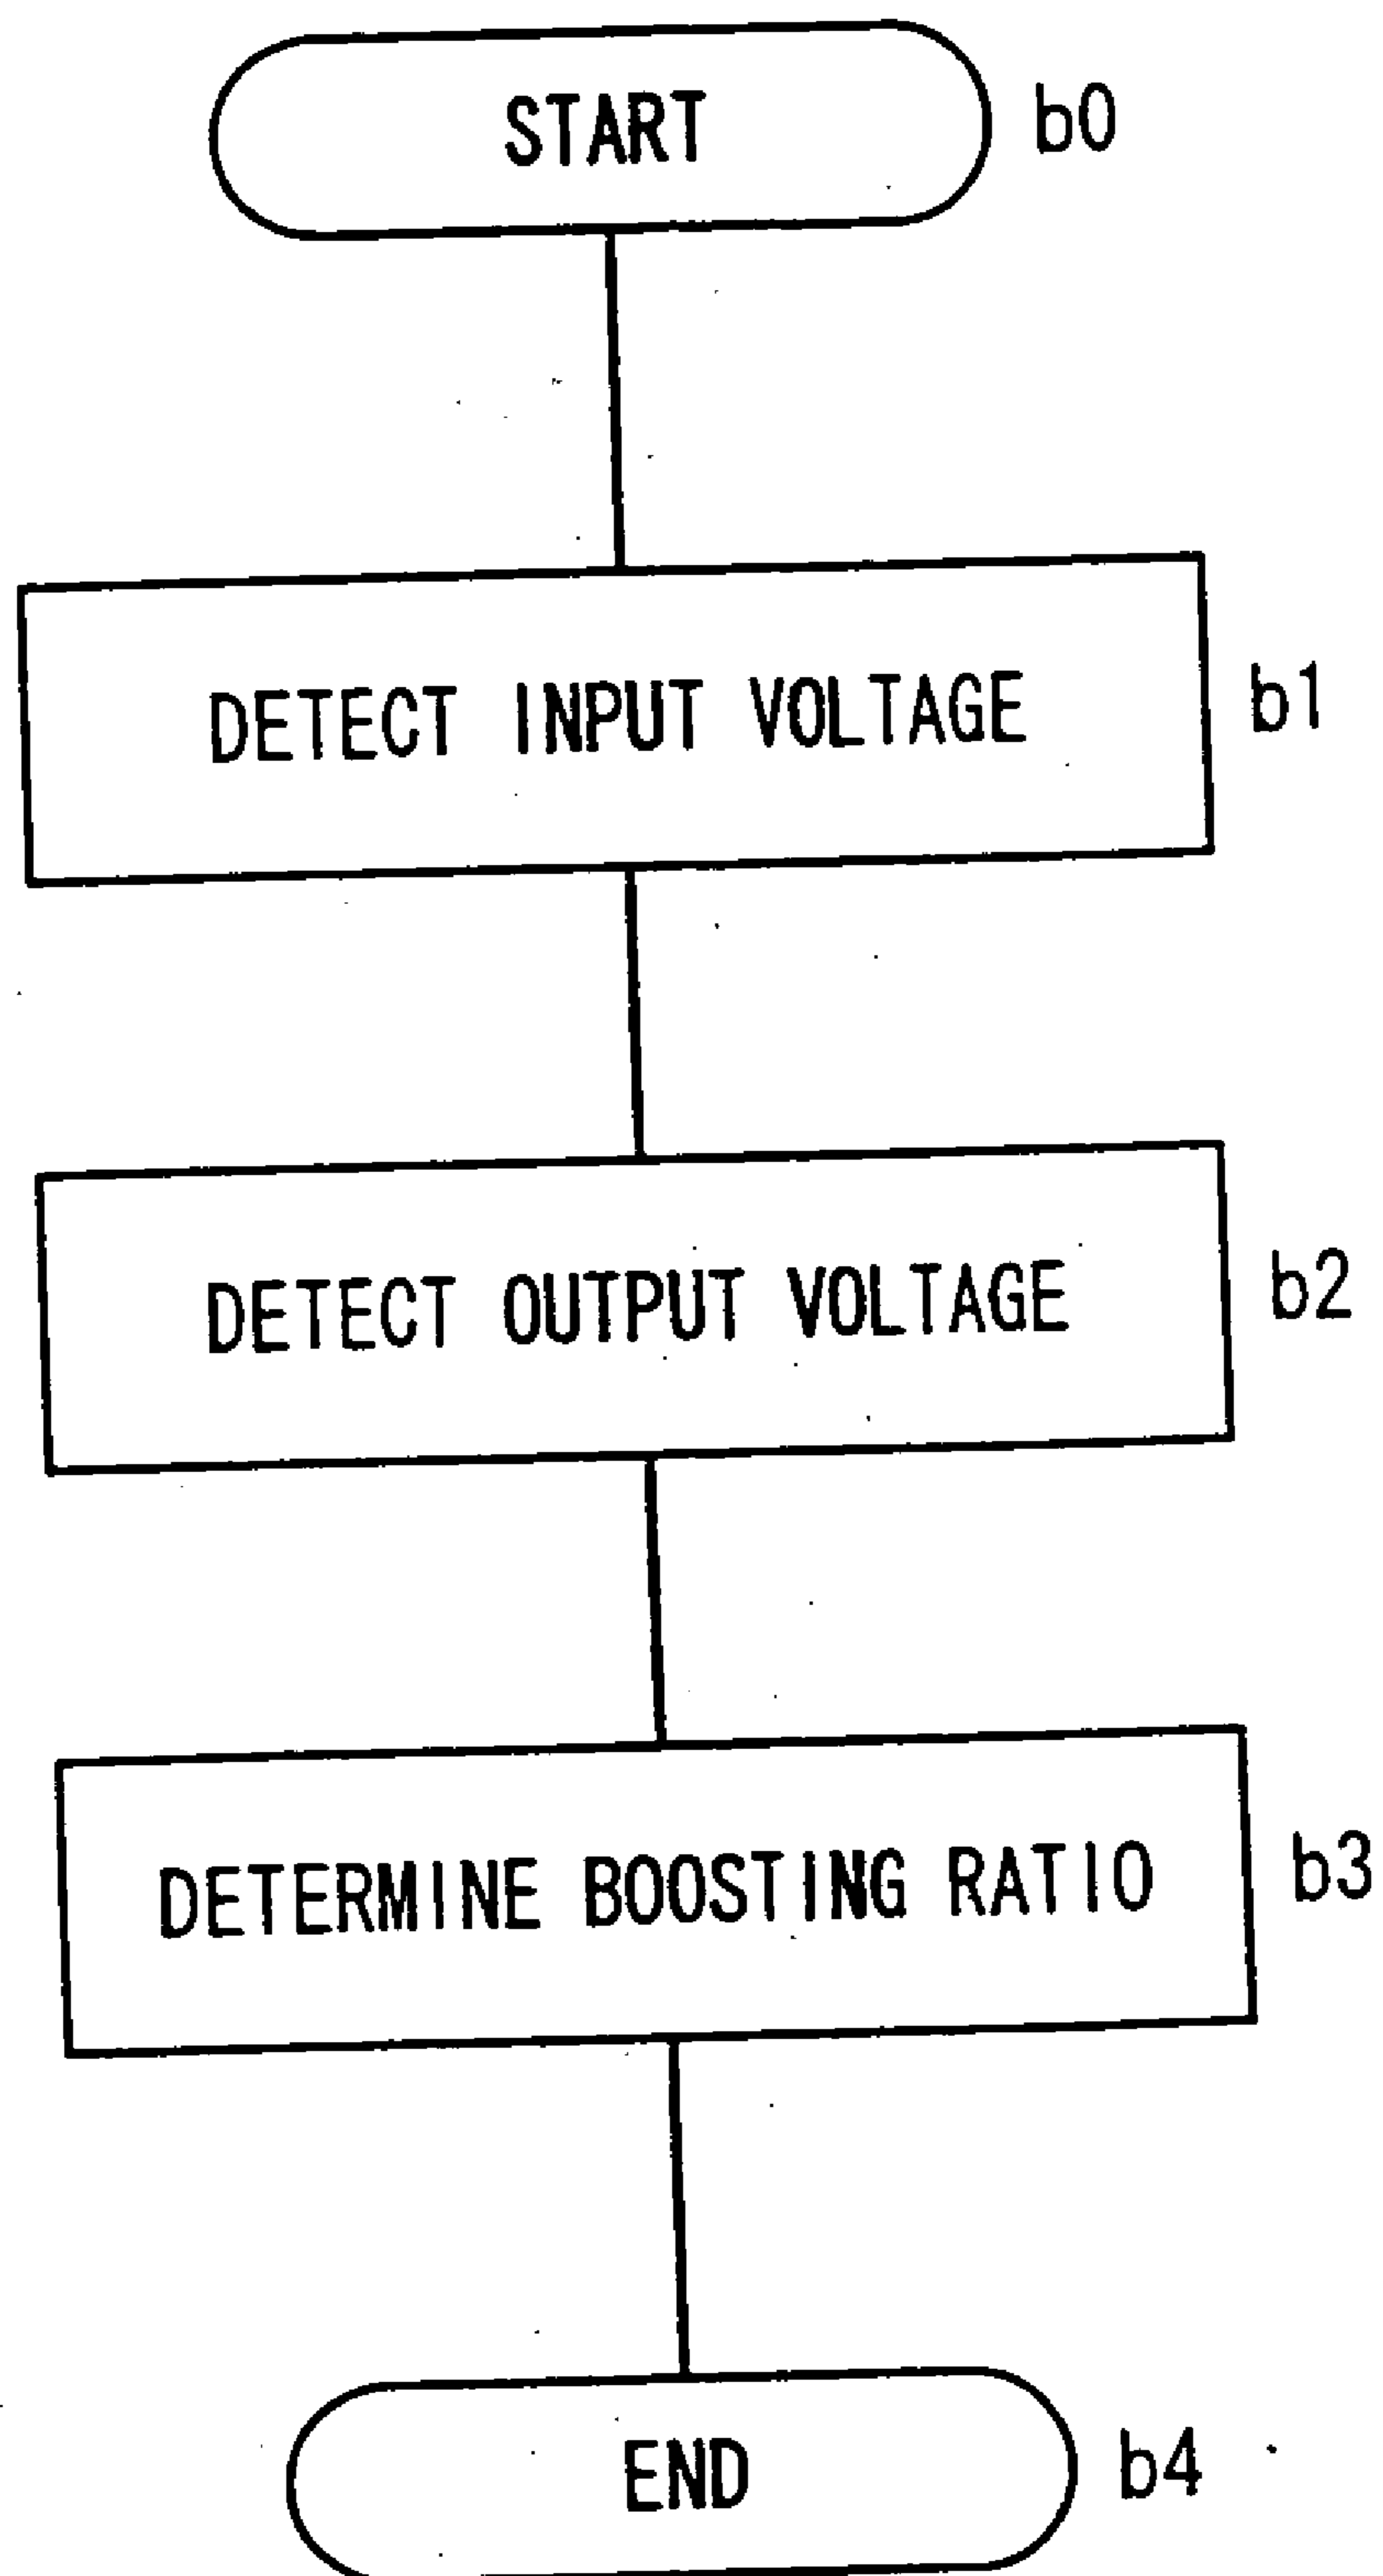 START b0
DETECT INPUT VOLTAGE b1
DETECT OUTPUT VOLTAGE b2
DETERMINE BOOSTING RATIO b3
END b4